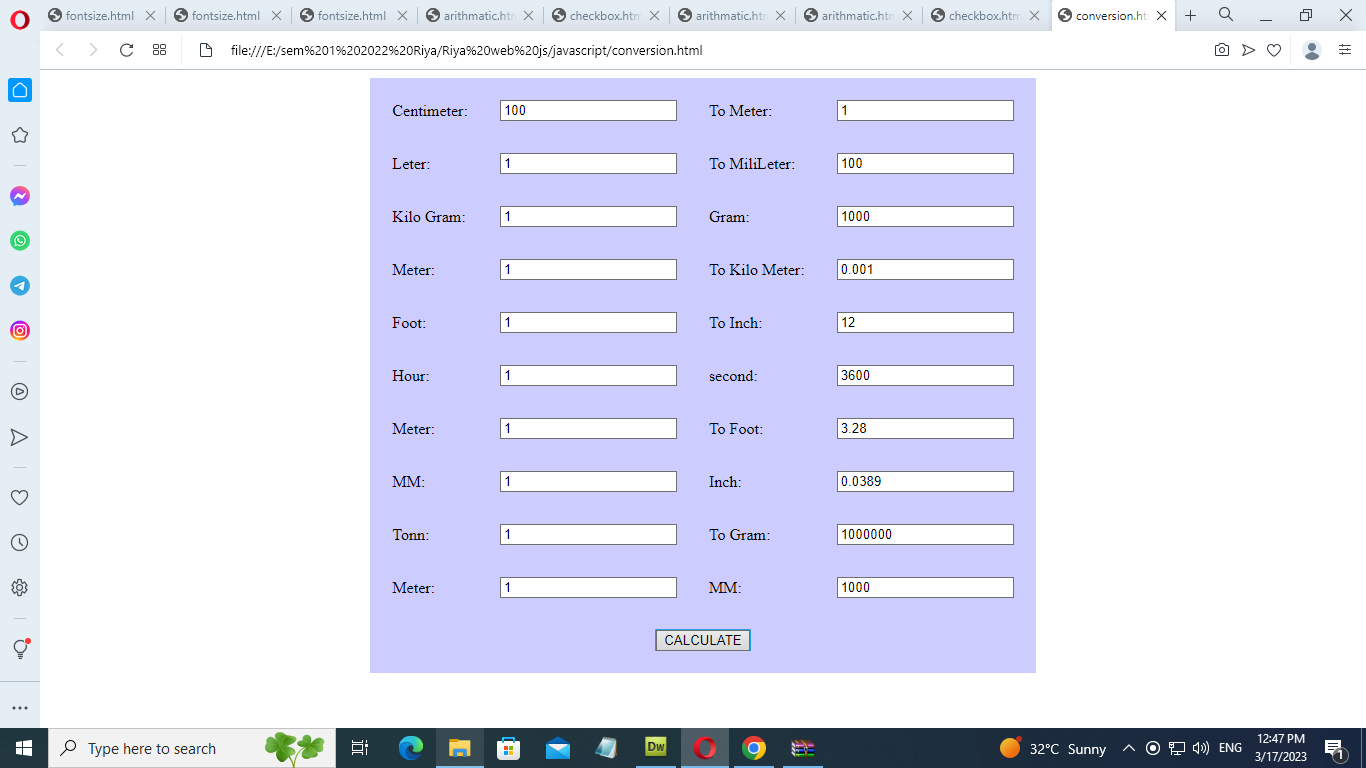 fontsize.html fontsize.html fontsize.html arithmatic.htm checkbox.htm arithmatic.htm arithmatic.htm checkbox.htm conversion.ht
file:///E:/sem%201%202022%20Riya/Riya%20web%20js/javascript/conversion.html
Centimeter: 100 To Meter: 1
Leter: 1 To MiliLeter: 100
Kilo Gram: 1 Gram: 1000
Meter: 1 To Kilo Meter: 0.001
Foot: 1 To Inch: 12
Hour: 1 second: 3600
Meter: 1 To Foot: 3.28
MM: 1 Inch: 0.0389
Tonn: 1 To Gram: 1000000
Meter: 1 MM: 1000
CALCULATE
Type here to search Dw 32°C Sunny ENG 12:47 PM 1
3/17/2023